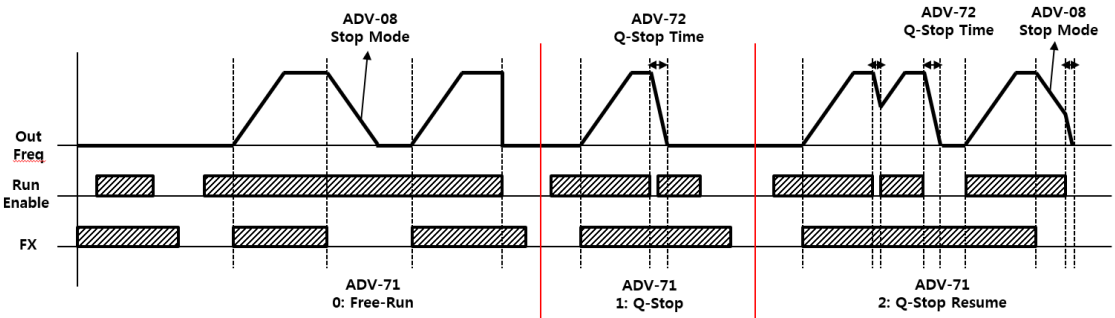 ADV-08
Stop Mode
ADV-72
Q-Stop Time
ADV-72
Q-Stop Time
ADV-08
Stop Mode
Out
Freq
Run
Enable
FX
ADV-71
0: Free-Run
ADV-71
1: Q-Stop
ADV-71
2: Q-Stop Resume